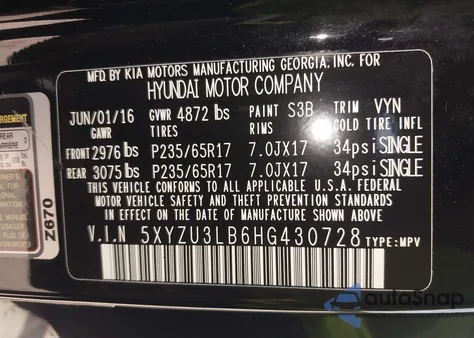 MFD. BY KIA MOTORS MANUFACTURING GEORGIA. INC. FOR
HYUNDAI MOTOR COMPANY
JUN/01/16 GVWR 4872 lbs PAINT S3B TRIM VYN
GAWR TIRES RIMS COLD TIRE INFL
FRONT 2976 lbs P235/65R17 7.0JX17 34psi SINGLE
REAR 3075 lbs P235/65R17 7.0JX17 34psi SINGLE
THIS VEHICLE CONFORMS TO ALL APPLICABLE U.S.A. FEDERAL
MOTOR VEHICLE SAFETY AND THEFT PREVENTION STANDARDS
IN EFFECT ON THE DATE OF MANUFACTURE SHOWN ABOVE.
V.I.N 5XYZU3LB6HG430728 TYPE:MPV
REAR
Z670
autoSnap